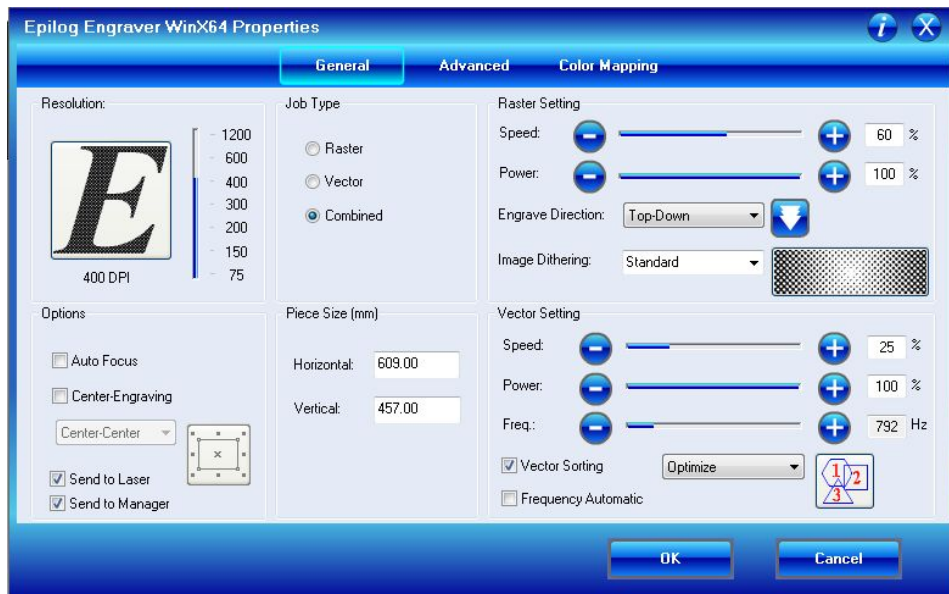 Epilog Engraver WinX64 Properties
i X
General Advanced Color Mapping
Resolution:
E
1200
600
400
300
200
150
75
400 DPI
Job Type
Raster
Vector
Combined
Raster Setting
Speed: 60 %
Power: 100 %
Engrave Direction: Top-Down
Image Dithering: Standard
Options
Auto Focus
Center-Engraving
Center-Center
Send to Laser
Send to Manager
Piece Size (mm)
Horizontal: 609.00
Vertical: 457.00
Vector Setting
Speed: 25 %
Power: 100 %
Freq.: 792 Hz
Vector Sorting Optimize
1 2
3
Frequency Automatic
OK Cancel